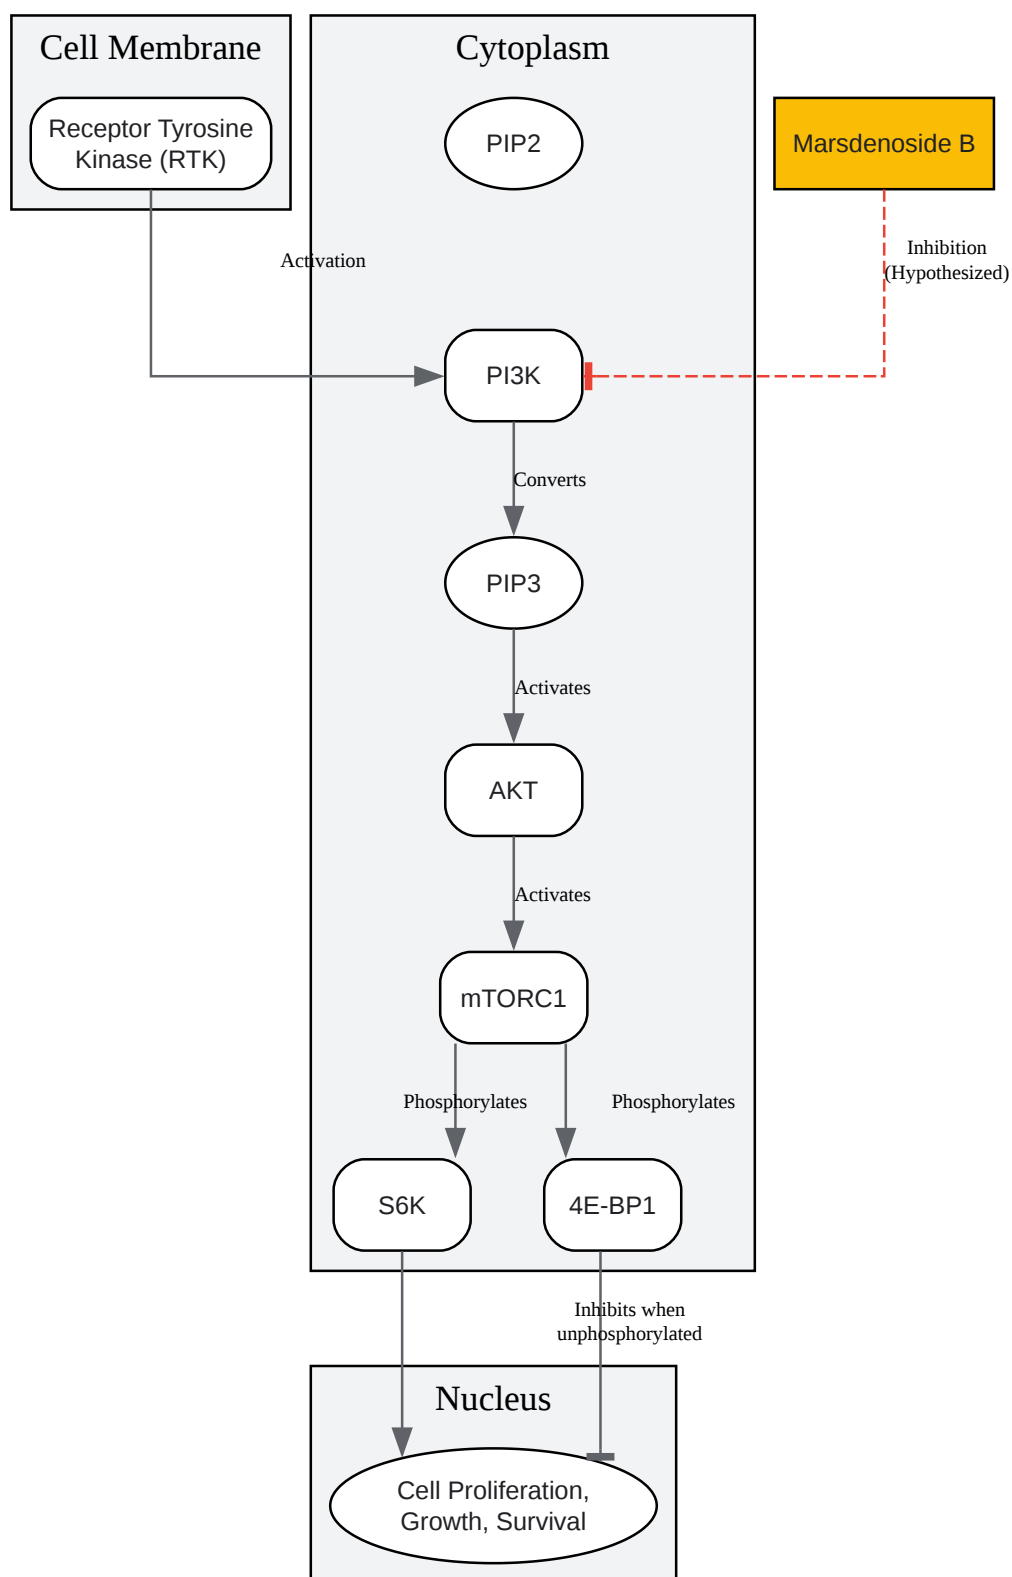 Cell Membrane
Cytoplasm
Receptor Tyrosine
Kinase (RTK)
PIP2
Marsdenoside B
Activation
Inhibition
(Hypothesized)
PI3K
Converts
PIP3
Activates
AKT
Activates
mTORC1
Phosphorylates
Phosphorylates
S6K
4E-BP1
Inhibits when
unphosphorylated
Nucleus
Cell Proliferation,
Growth, Survival